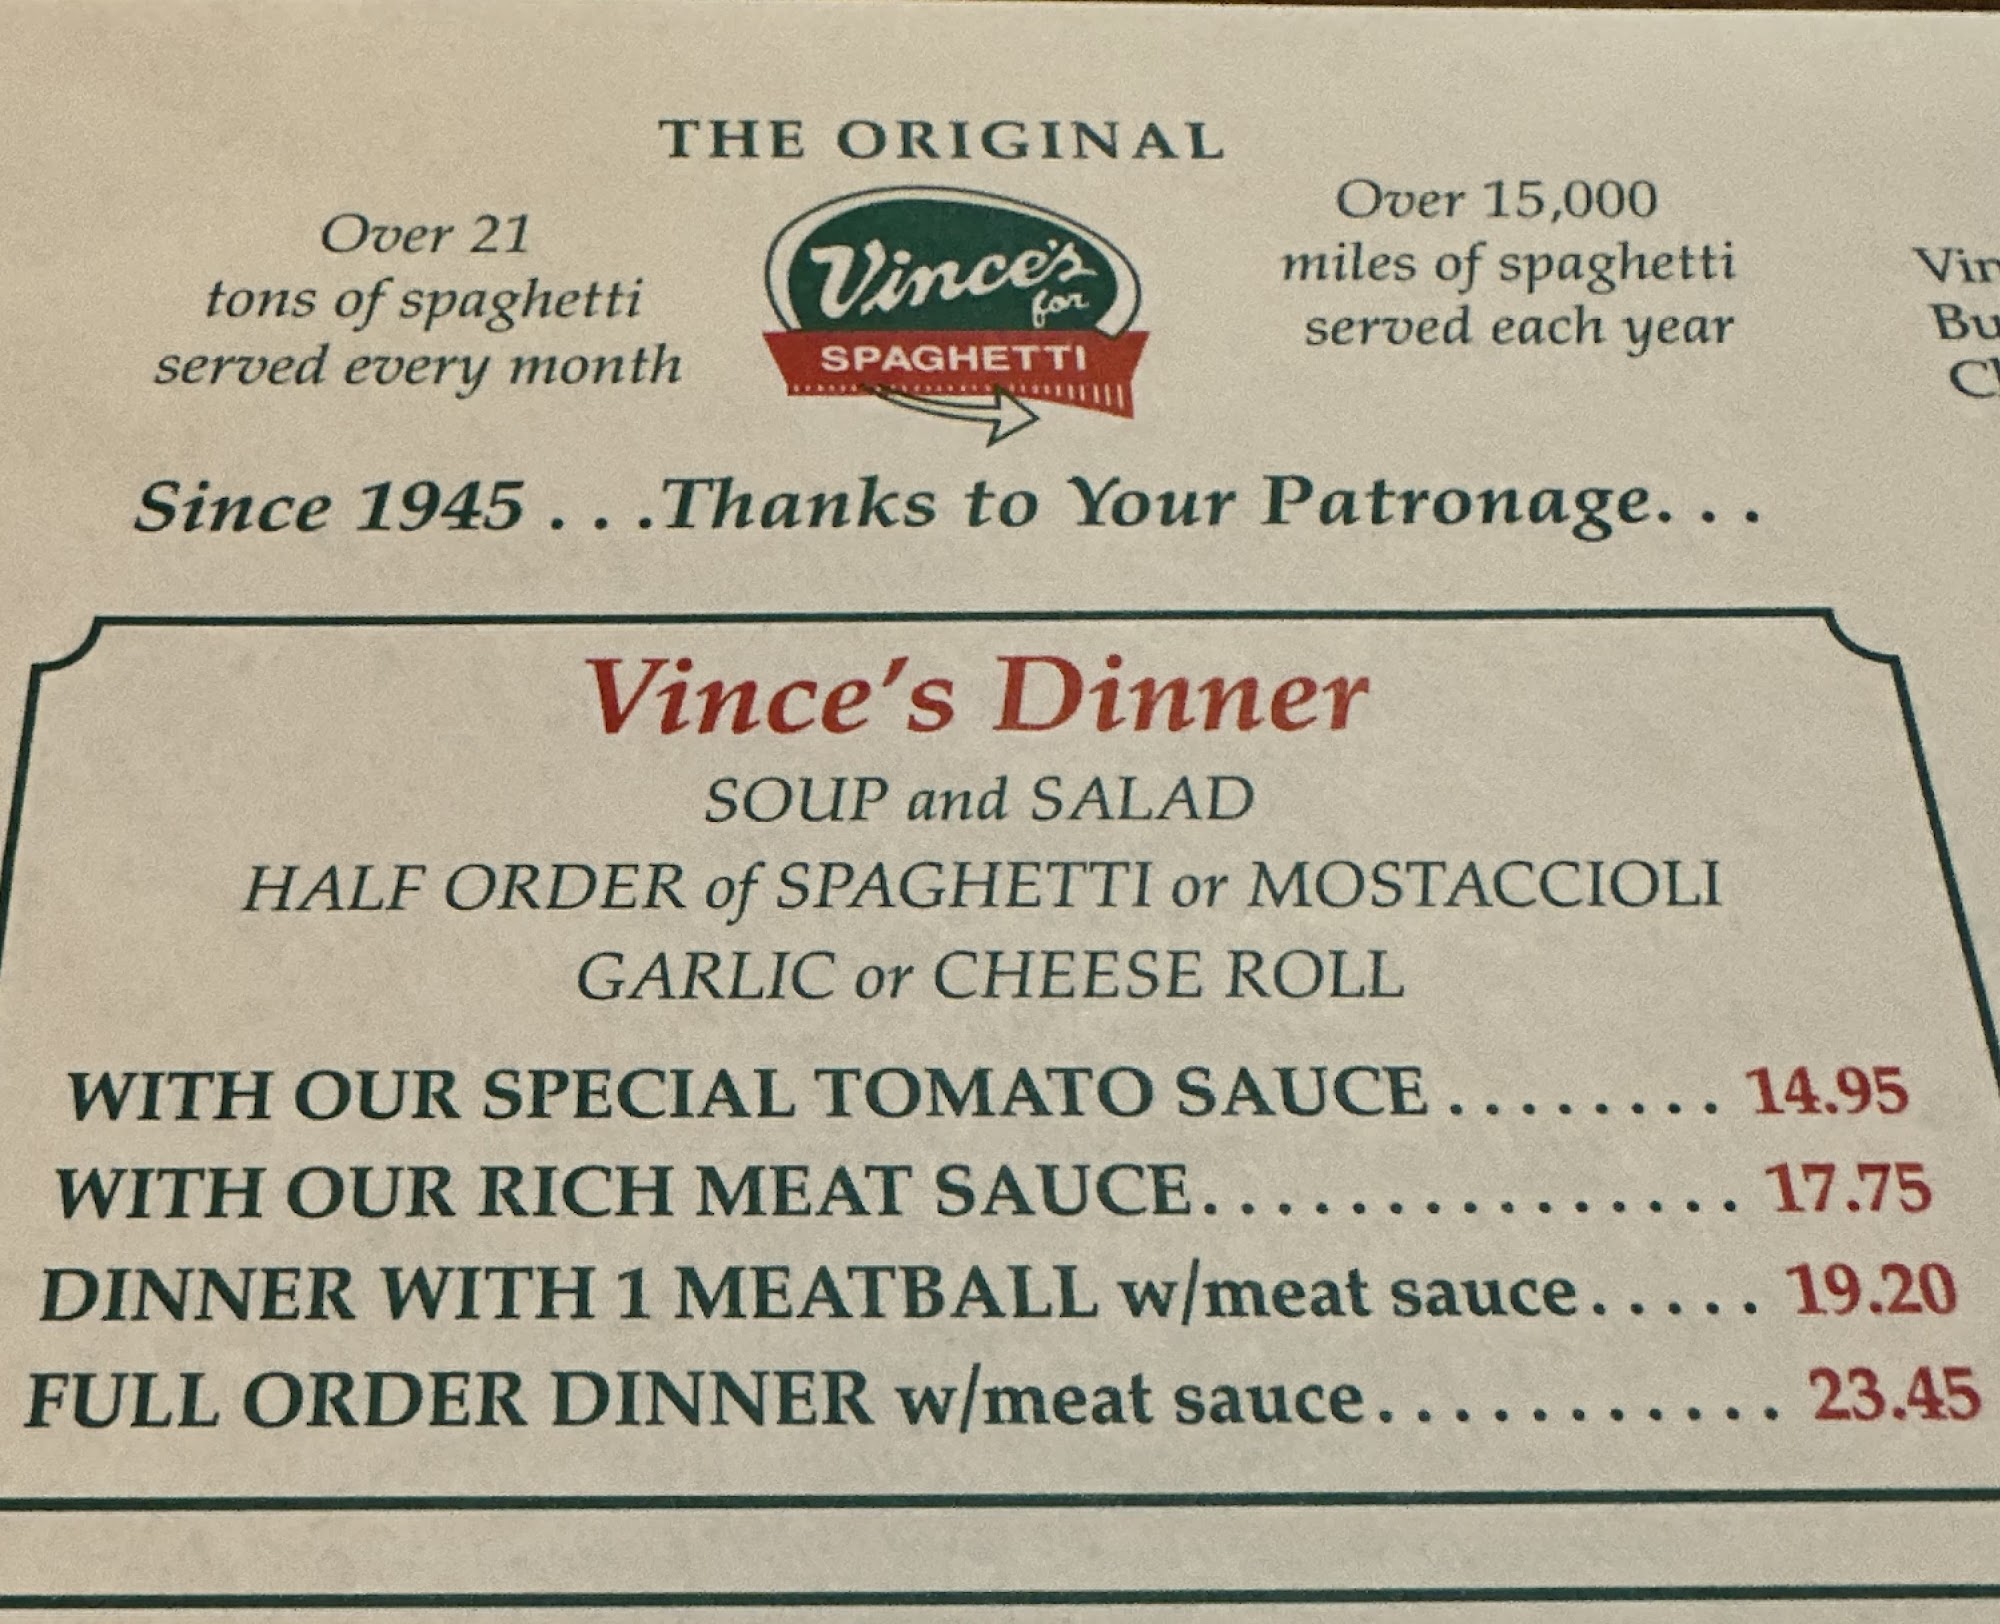 THE ORIGINAL
Over 21
tons of spaghetti
served every month
Vince's
for
SPAGHETTI
Over 15,000
miles of spaghetti
served each year
Since 1945 . . .Thanks to Your Patronage. . .
Vince's Dinner
SOUP and SALAD
HALF ORDER of SPAGHETTI or MOSTACCIOLI
GARLIC or CHEESE ROLL
WITH OUR SPECIAL TOMATO SAUCE........ 14.95
WITH OUR RICH MEAT SAUCE................ 17.75
DINNER WITH 1 MEATBALL w/meat sauce..... 19.20
FULL ORDER DINNER w/meat sauce............ 23.45